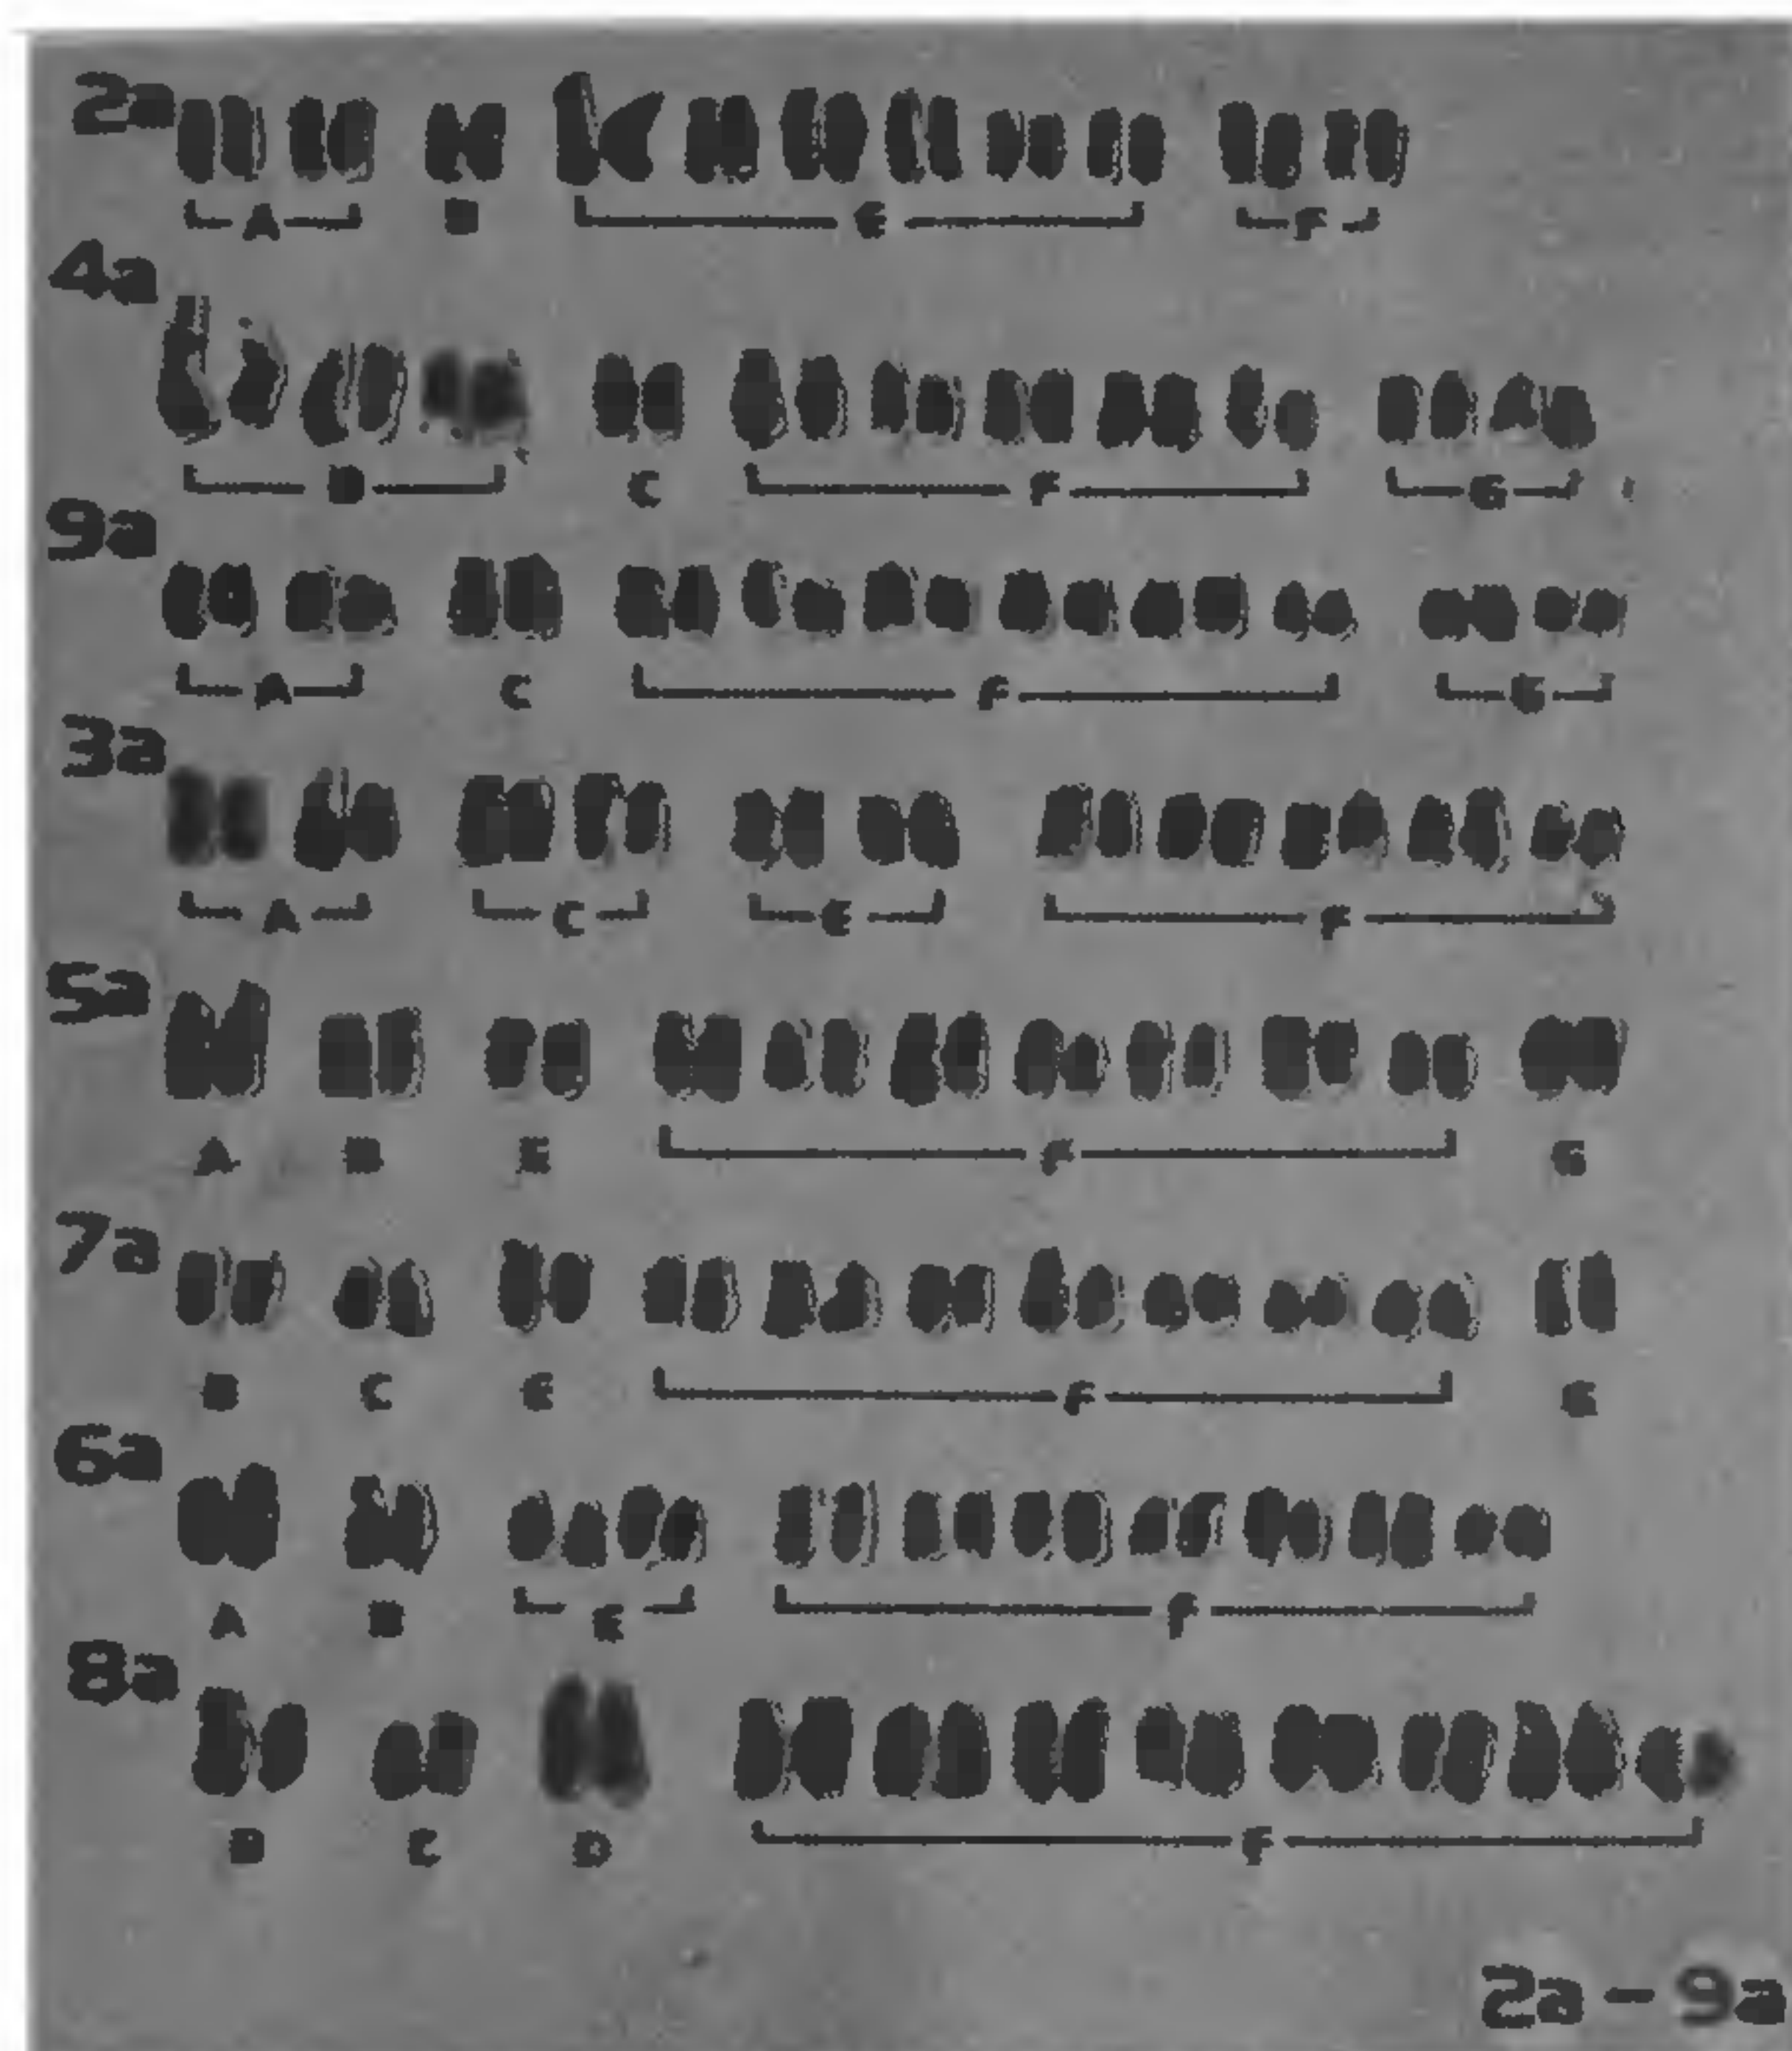 2a
A B E F
4a
B C F G
9a
A C F G
3a
A C E F
5a
A B E F G
7a
B C E F G
6a
A B E F
8a
B C D F
2a - 9a